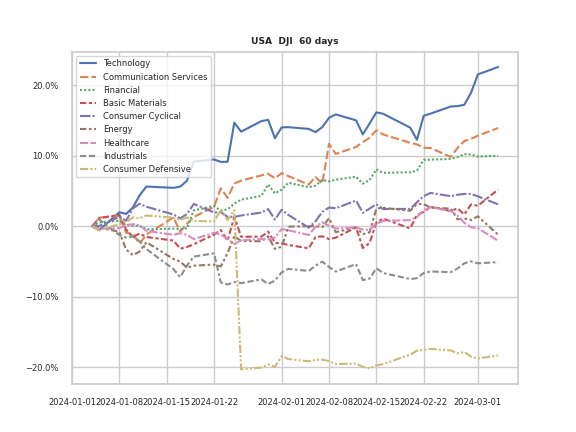 USA DJI 60 days
Technology
Communication Services
Financial
Basic Materials
Consumer Cyclical
Energy
Healthcare
Industrials
Consumer Defensive
20.0%
10.0%
0.0%
−10.0%
−20.0%
2024-01-01 2024-01-08 2024-01-15 2024-01-22 2024-02-01 2024-02-08 2024-02-15 2024-02-22 2024-03-01